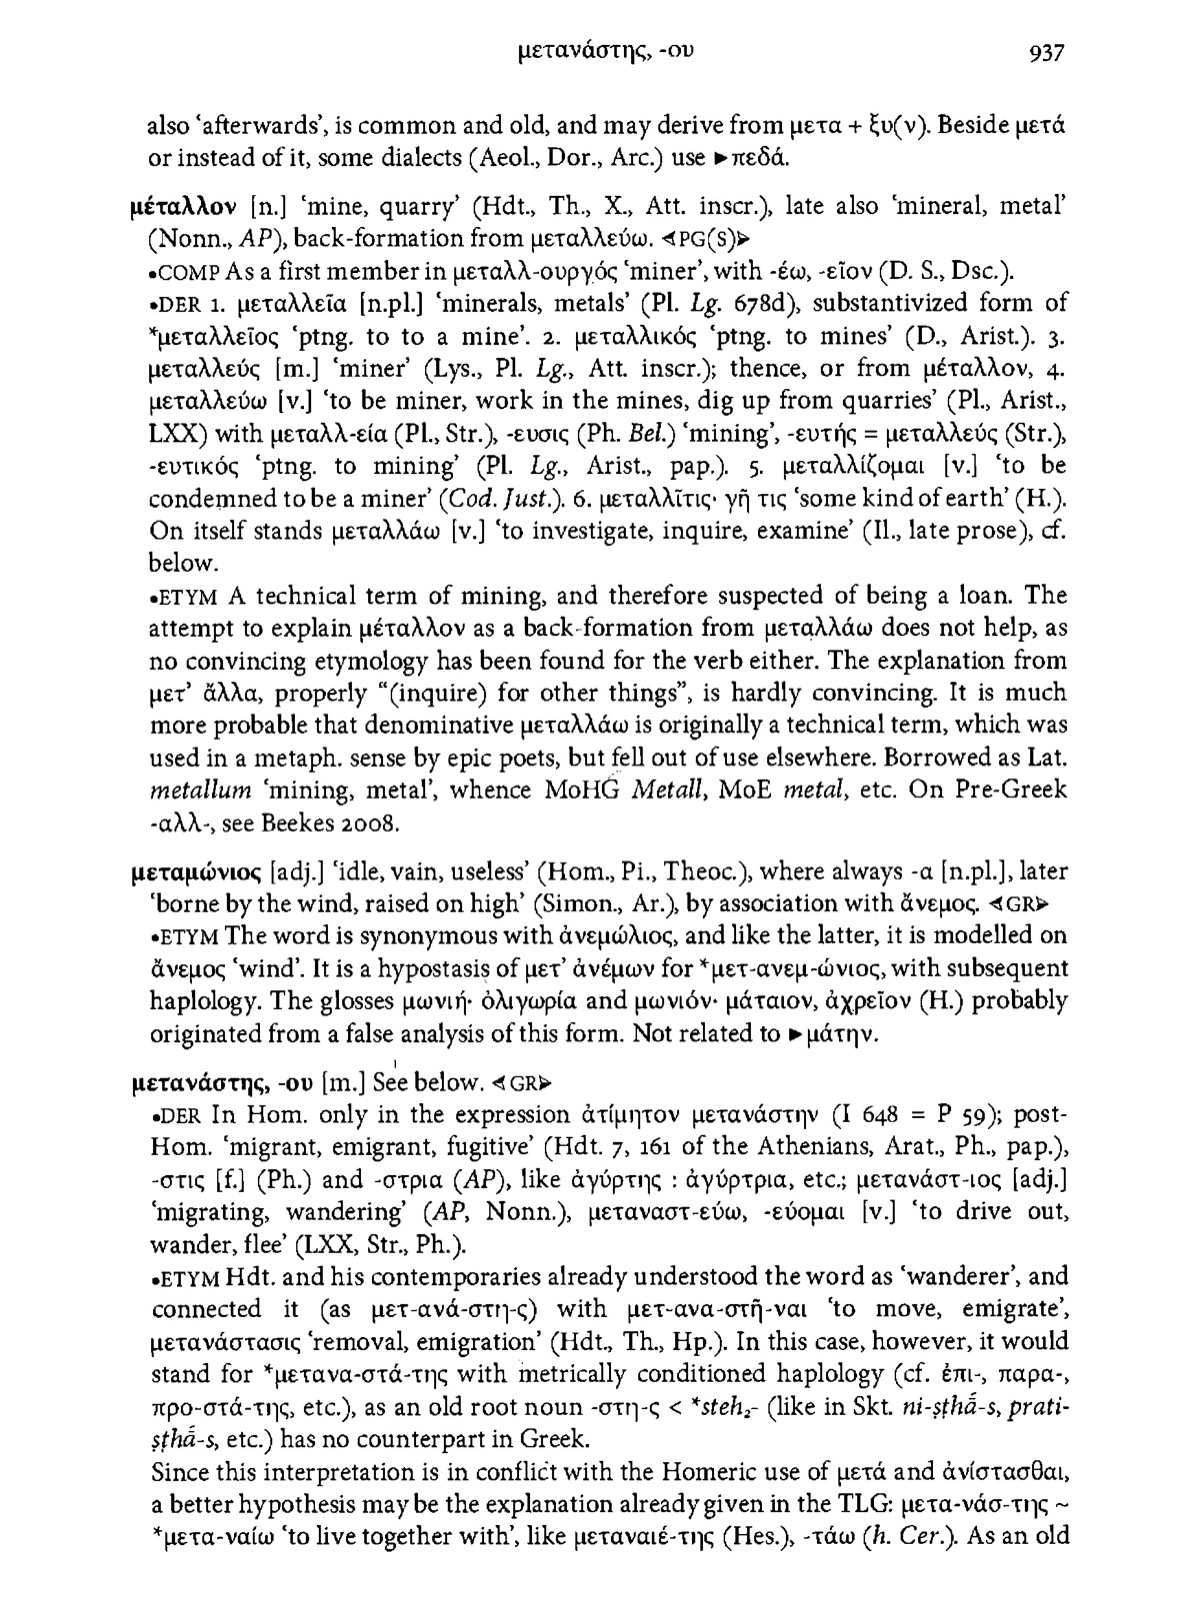 μετανάστης, -ου 937
also ‘afterwards’, is common and old, and may derive from μετα + ξυ(ν). Beside μετά
or instead of it, some dialects (Aeol., Dor., Arc.) use ►πεδά.
μέταλλον [n.] ‘mine, quarry’ (Hdt., Th., X., Att. inscr.), late also ‘mineral, metal’
(Nonn., AP), back-formation from μεταλλεύω. ⊲PG(S)⊳
•COMP As a first member in μεταλλ-ουργός ‘miner’, with -έω, -εῖον (D. S., Dsc.).
•DER 1. μεταλλεῖα [n.pl.] ‘minerals, metals’ (Pl. Lg. 678d), substantivized form of
*μεταλλεῖος ‘ptng. to to a mine’. 2. μεταλλικός ‘ptng. to mines’ (D., Arist.). 3.
μεταλλεύς [m.] ‘miner’ (Lys., Pl. Lg., Att. inscr.); thence, or from μέταλλον, 4.
μεταλλεύω [v.] ‘to be miner, work in the mines, dig up from quarries’ (Pl., Arist.,
LXX) with μεταλλ-εία (Pl., Str.), -ευσις (Ph. Bel.) ‘mining’, -ευτής = μεταλλεύς (Str.),
-ευτικός ‘ptng. to mining’ (Pl. Lg., Arist., pap.). 5. μεταλλίζομαι [v.] ‘to be
condemned to be a miner’ (Cod. Just.). 6. μεταλλῖτις· γῆ τις ‘some kind of earth’ (H.).
On itself stands μεταλλάω [v.] ‘to investigate, inquire, examine’ (Il., late prose), cf.
below.
•ETYM A technical term of mining, and therefore suspected of being a loan. The
attempt to explain μέταλλον as a back-formation from μεταλλάω does not help, as
no convincing etymology has been found for the verb either. The explanation from
μετ’ ἄλλα, properly “(inquire) for other things”, is hardly convincing. It is much
more probable that denominative μεταλλάω is originally a technical term, which was
used in a metaph. sense by epic poets, but fell out of use elsewhere. Borrowed as Lat.
metallum ‘mining, metal’, whence MoHG Metall, MoE metal, etc. On Pre-Greek
-αλλ-, see Beekes 2008.
μεταμώνιος [adj.] ‘idle, vain, useless’ (Hom., Pi., Theoc.), where always -α [n.pl.], later
‘borne by the wind, raised on high’ (Simon., Ar.), by association with ἄνεμος. ⊲GR⊳
•ETYM The word is synonymous with ἀνεμώλιος, and like the latter, it is modelled on
ἄνεμος ‘wind’. It is a hypostasis of μετ’ ἀνέμων for *μετ-ανεμ-ώνιος, with subsequent
haplology. The glosses μωνιή· ὀλιγωρία and μωνιόν· μάταιον, ἀχρεῖον (H.) probably
originated from a false analysis of this form. Not related to ►μάτην.
μετανάστης, -ου [m.] See below. ⊲GR⊳
•DER In Hom. only in the expression ἀτίμητον μετανάστην (I 648 = P 59); post-
Hom. ‘migrant, emigrant, fugitive’ (Hdt. 7, 161 of the Athenians, Arat., Ph., pap.),
-στις [f.] (Ph.) and -στρια (AP), like ἀγύρτης : ἀγύρτρια, etc.; μετανάστ-ιος [adj.]
‘migrating, wandering’ (AP, Nonn.), μεταναστ-εύω, -εύομαι [v.] ‘to drive out,
wander, flee’ (LXX, Str., Ph.).
•ETYM Hdt. and his contemporaries already understood the word as ‘wanderer’, and
connected it (as μετ-ανά-στη-ς) with μετ-ανα-στῆ-ναι ‘to move, emigrate’,
μετανάστασις ‘removal, emigration’ (Hdt., Th., Hp.). In this case, however, it would
stand for *μετανα-στά-της with metrically conditioned haplology (cf. ἐπι-, παρα-,
προ-στά-της, etc.), as an old root noun -στη-ς < *steh₂- (like in Skt. ni-ṣṭhā́-s, prati-
ṣṭhā́-s, etc.) has no counterpart in Greek.
Since this interpretation is in conflict with the Homeric use of μετά and ἀνίστασθαι,
a better hypothesis may be the explanation already given in the TLG: μετα-νάσ-της ~
*μετα-ναίω ‘to live together with’, like μεταναιέ-της (Hes.), -τάω (h. Cer.). As an old